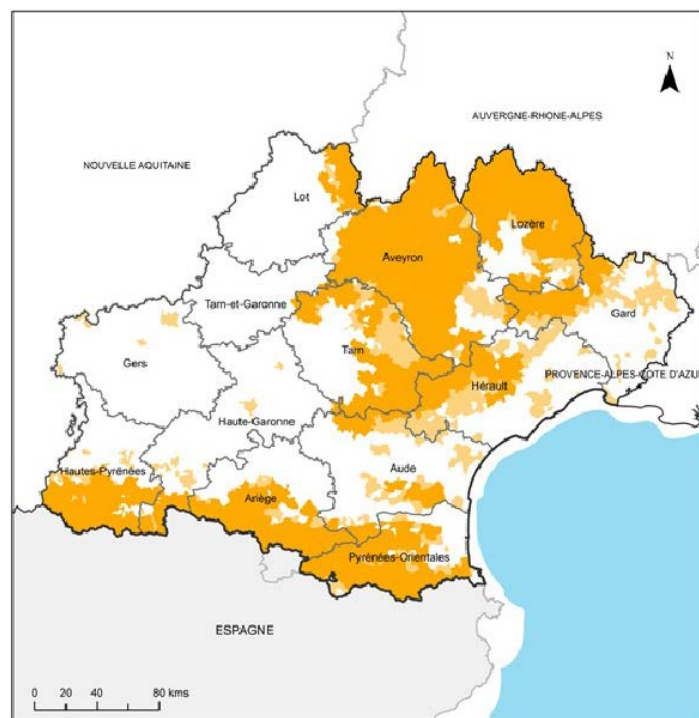 N
AUVERGNE-RHONE-ALPES
NOUVELLE AQUITAINE
Lot
Lozère
Aveyron
Tarn-et-Garonne
Gard
Gers
Tarn
PROVENCE-ALPES-COTE D'AZU
Hérault
Haute-Garonne
Hautes-Pyrénées
Aude
Ariège
Pyrénées-Orientales
ESPAGNE
0 20 40 80 kms